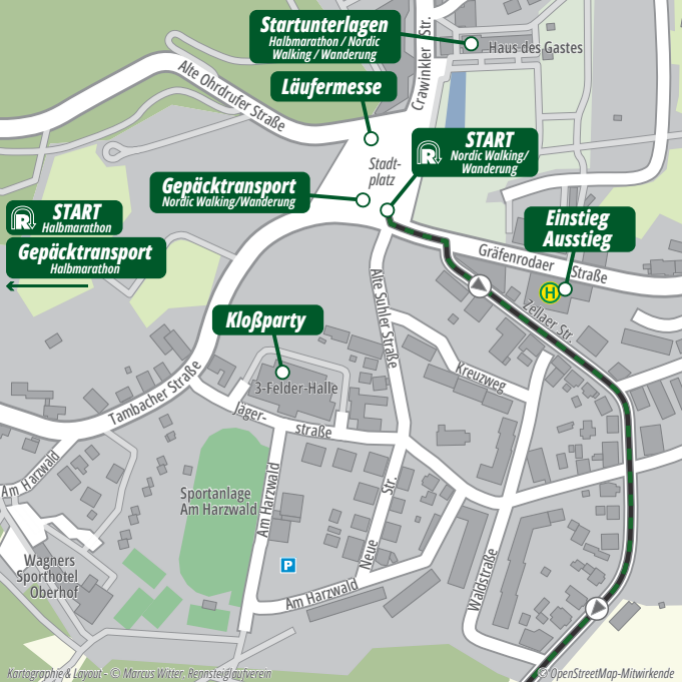 Startunterlagen
Halbmarathon / Nordic
Walking / Wanderung
Haus des Gastes
Crawinkler Str.
Läufermesse
Alte Ohrdrufer Straße
START
Nordic Walking/
Wanderung
R
Stadt-
platz
Gepäcktransport
Nordic Walking/Wanderung
R
START
Halbmarathon
Gepäcktransport
Halbmarathon
Einstieg
Ausstieg
Gräfenrodaer Straße
H
Zellaer Str.
Alte Suhler Straße
Kloßparty
3-Felder-Halle
Kreuzweg
Tambacher Straße
Jäger-
straße
Am Harzwald
Sportanlage
Am Harzwald
Am Harzwald
Neue Str.
P
Am Harzwald
Waldstraße
Wagners
Sporthotel
Oberhof
Kartographie & Layout – © Marcus Witter. Rennsteiglaufverein
© OpenStreetMap-Mitwirkende